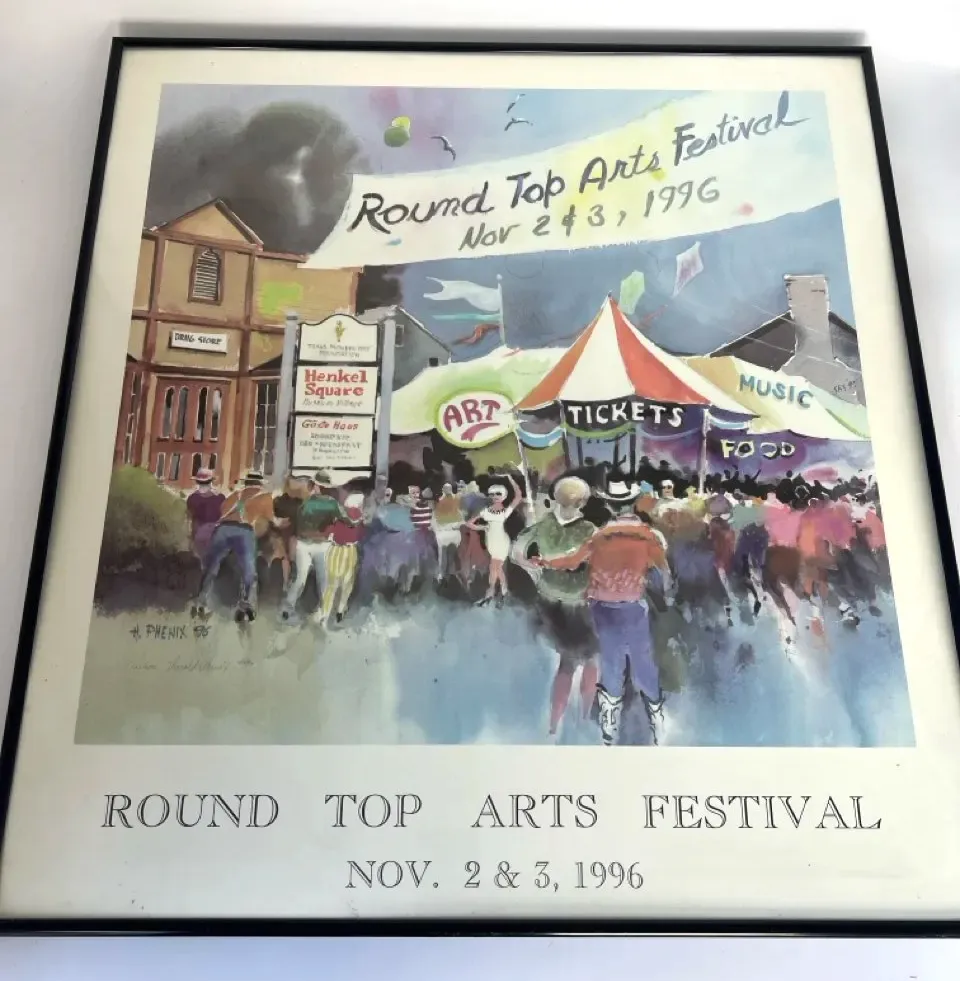 Round Top Arts Festival
Nov 2 & 3, 1996
DRUG STORE
Henkel
Square
MUSIC
ART
TICKETS
FOOD
H. PHENIX
ROUND TOP ARTS FESTIVAL
NOV. 2 & 3, 1996